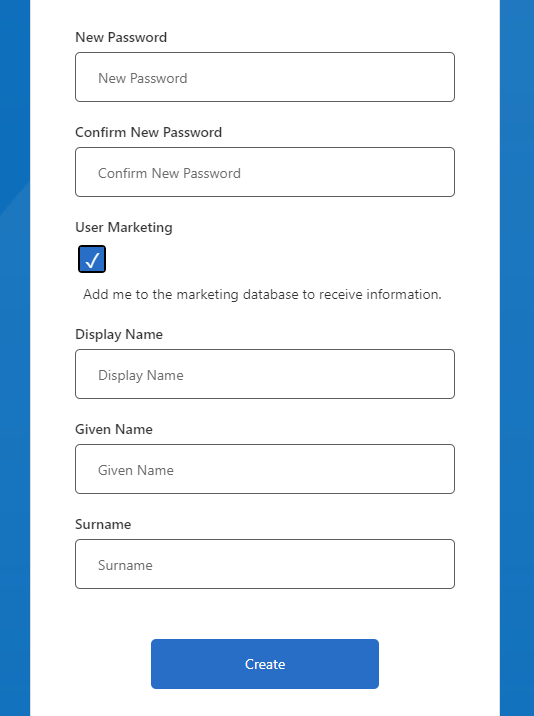 New Password
New Password
Confirm New Password
Confirm New Password
User Marketing
Add me to the marketing database to receive information.
Display Name
Display Name
Given Name
Given Name
Surname
Surname
Create